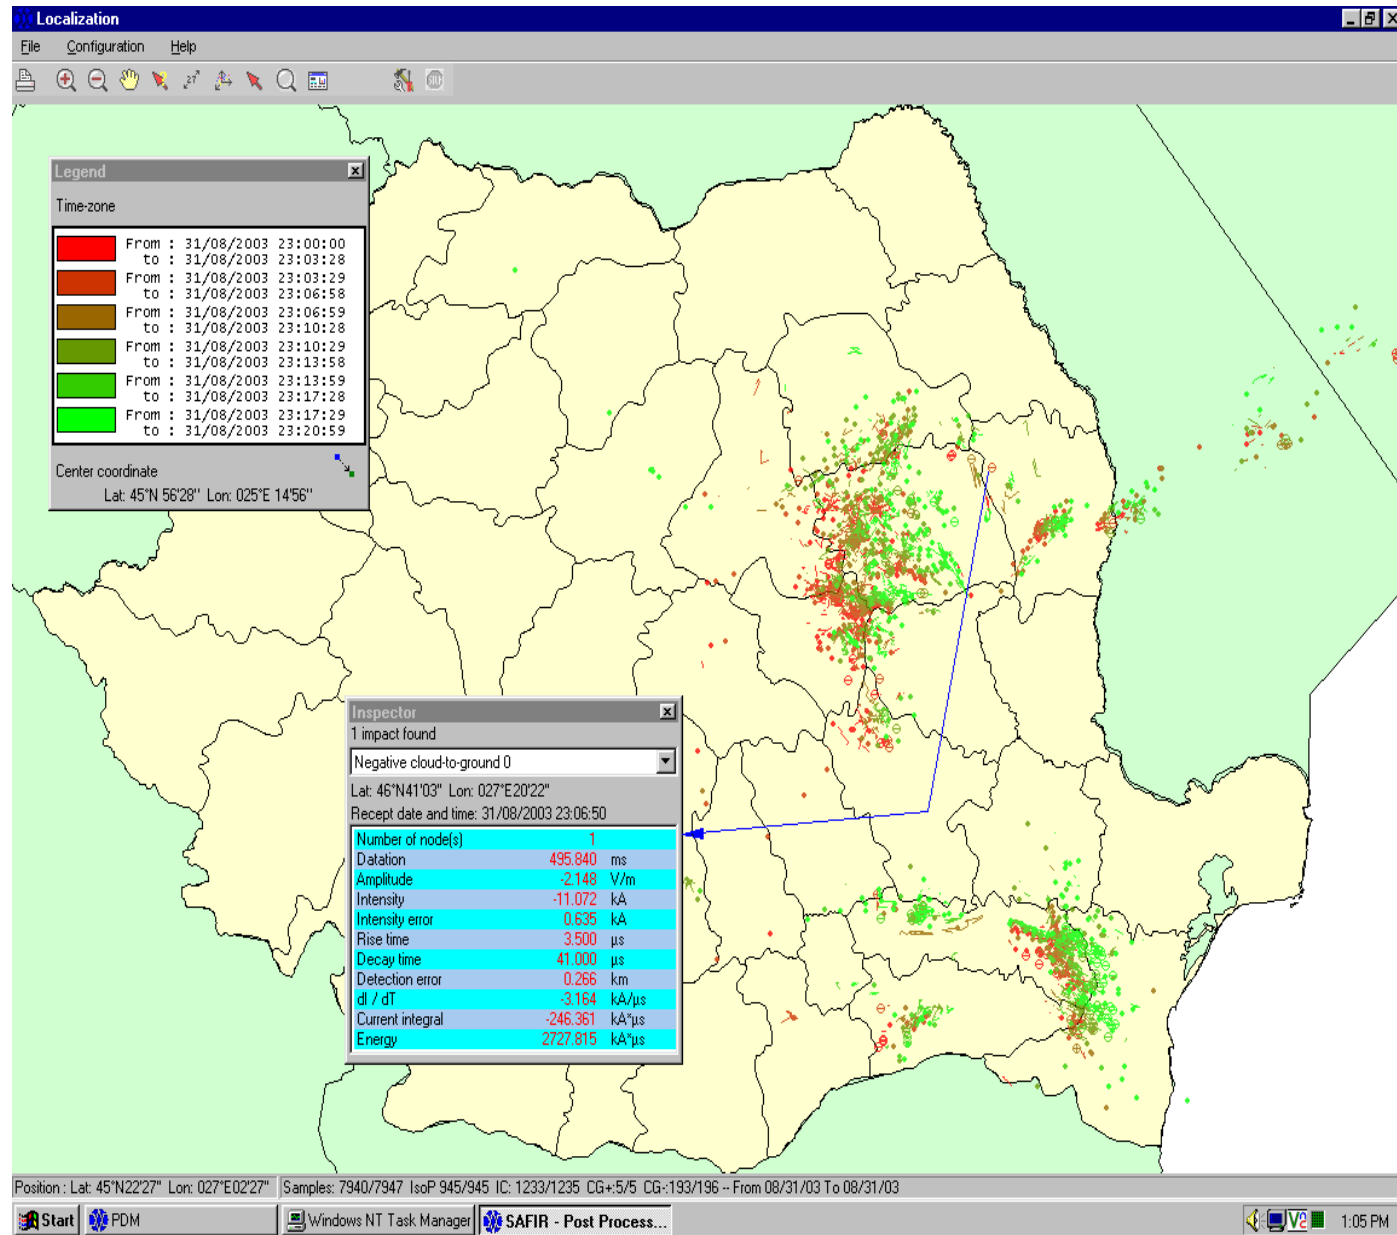 Localization
File Configuration Help
Legend
Time-zone
From : 31/08/2003 23:00:00
to : 31/08/2003 23:03:28
From : 31/08/2003 23:03:29
to : 31/08/2003 23:06:58
From : 31/08/2003 23:06:59
to : 31/08/2003 23:10:28
From : 31/08/2003 23:10:29
to : 31/08/2003 23:13:58
From : 31/08/2003 23:13:59
to : 31/08/2003 23:17:28
From : 31/08/2003 23:17:29
to : 31/08/2003 23:20:59
Center coordinate
Lat: 45°N 56'28" Lon: 025°E 14'56"
Inspector
1 impact found
Negative cloud-to-ground 0
Lat: 46°N41'03" Lon: 027°E20'22"
Recept date and time: 31/08/2003 23:06:50
Number of node(s) 1
Datation 495.840 ms
Amplitude -2.148 V/m
Intensity -11.072 kA
Intensity error 0.635 kA
Rise time 3.500 µs
Decay time 41.000 µs
Detection error 0.266 km
dI / dT -3.164 kA/µs
Current integral -246.361 kA*µs
Energy 2727.815 kA*µs
Position : Lat: 45°N22'27" Lon: 027°E02'27" Samples: 7940/7947 IsoP 945/945 IC: 1233/1235 CG+:5/5 CG-:193/196 -- From 08/31/03 To 08/31/03
Start PDM Windows NT Task Manager SAFIR - Post Process... 1:05 PM